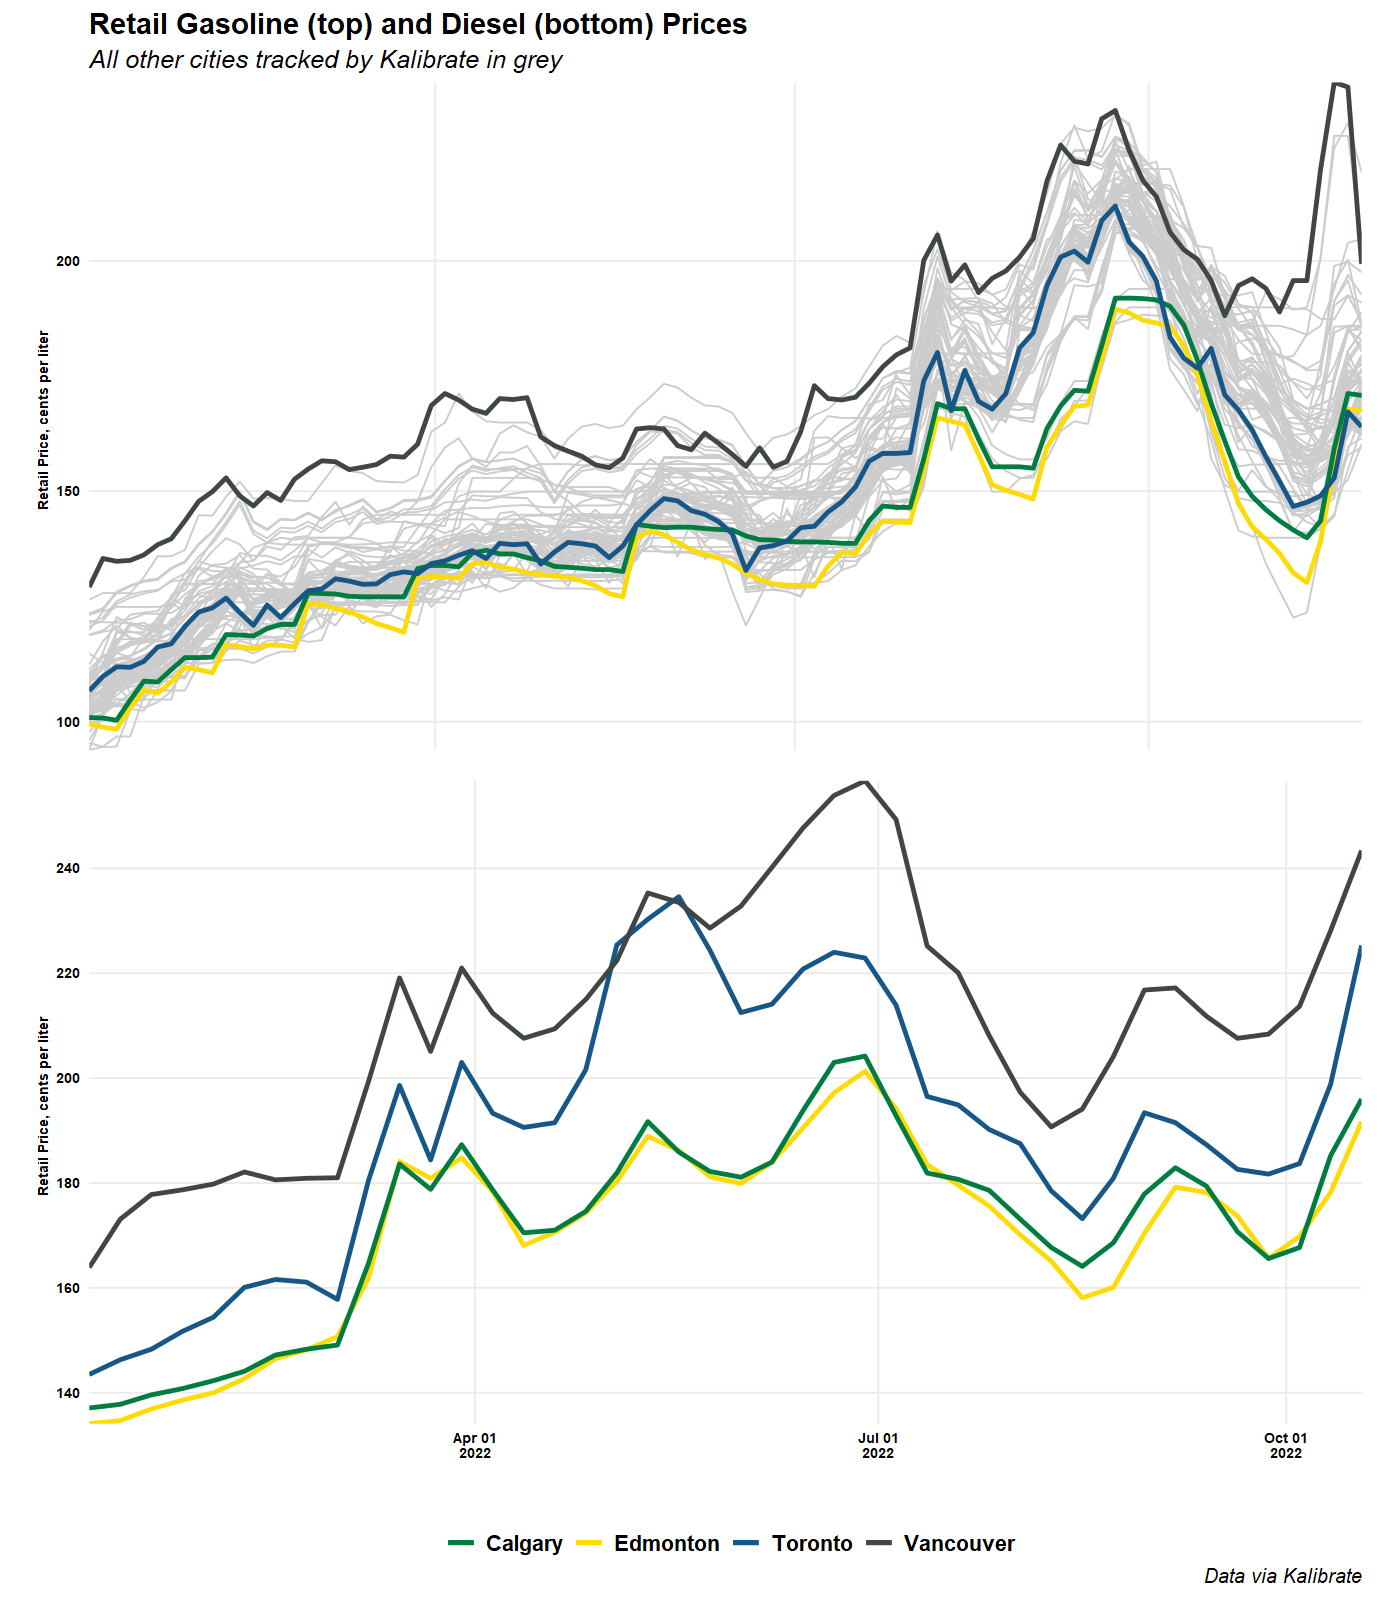 Retail Gasoline (top) and Diesel (bottom) Prices
All other cities tracked by Kalibrate in grey
Retail Price, cents per liter
200
150
100
Retail Price, cents per liter
240
220
200
180
160
140
Apr 01
2022
Jul 01
2022
Oct 01
2022
Calgary Edmonton Toronto Vancouver
Data via Kalibrate